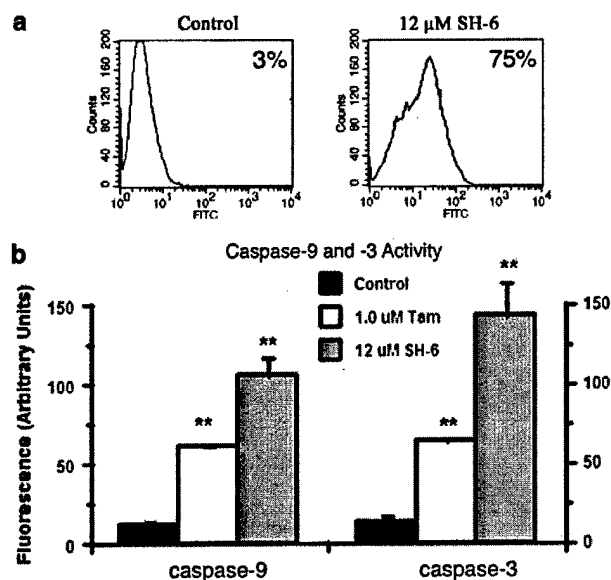 a
Control
12 µM SH-6
3%
75%
Counts
0 40 80 120 160 200
10⁰ 10¹ 10² 10³ 10⁴
FITC
Counts
0 40 80 120 160 200
10⁰ 10¹ 10² 10³ 10⁴
FITC
b
Caspase-9 and -3 Activity
Control
1.0 uM Tam
12 uM SH-6
Fluorescence (Arbitrary Units)
150
100
50
0
150
100
50
0
**
**
**
**
caspase-9
caspase-3